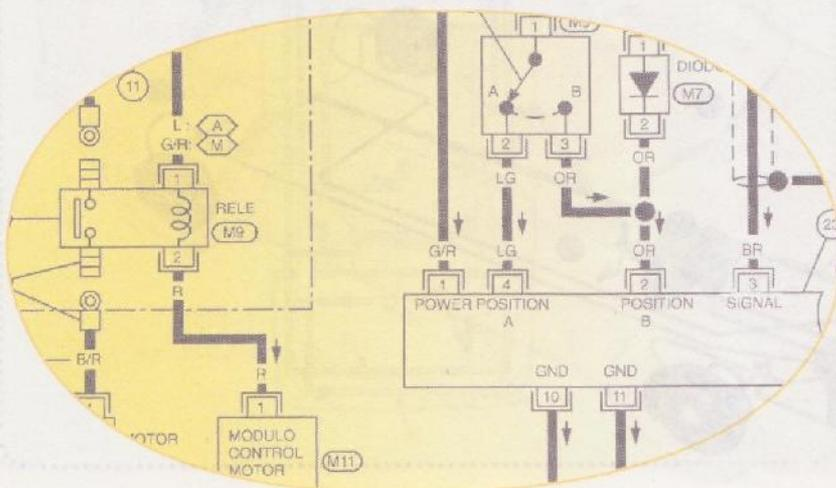 1
11
1
A
B
DIODO
M7
2
3
2
L : A
G/R: M
LG
OR
OR
1
RELE
M9
2
R
G/R
LG
OR
BR
1
4
2
3
POWER
POSITION
A
POSITION
B
SIGNAL
B/R
R
GND
GND
10
11
1
MOTOR
MODULO
CONTROL
MOTOR
M11